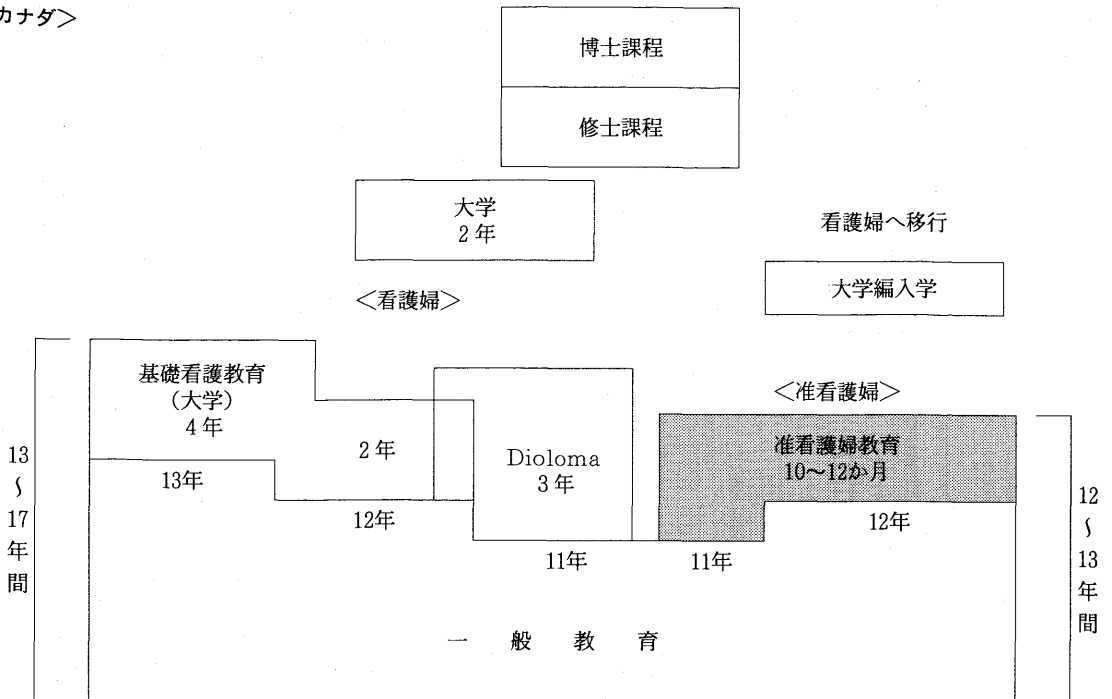 カナダ＞
博士課程
修士課程
大学
2年
看護婦へ移行
大学編入学
＜看護婦＞
基礎看護教育
（大学）
4年
＜准看護婦＞
2年
Dioloma
3年
准看護婦教育
10〜12か月
13年
12年
12年
11年
11年
13〜17年間
12〜13年間
一般教育